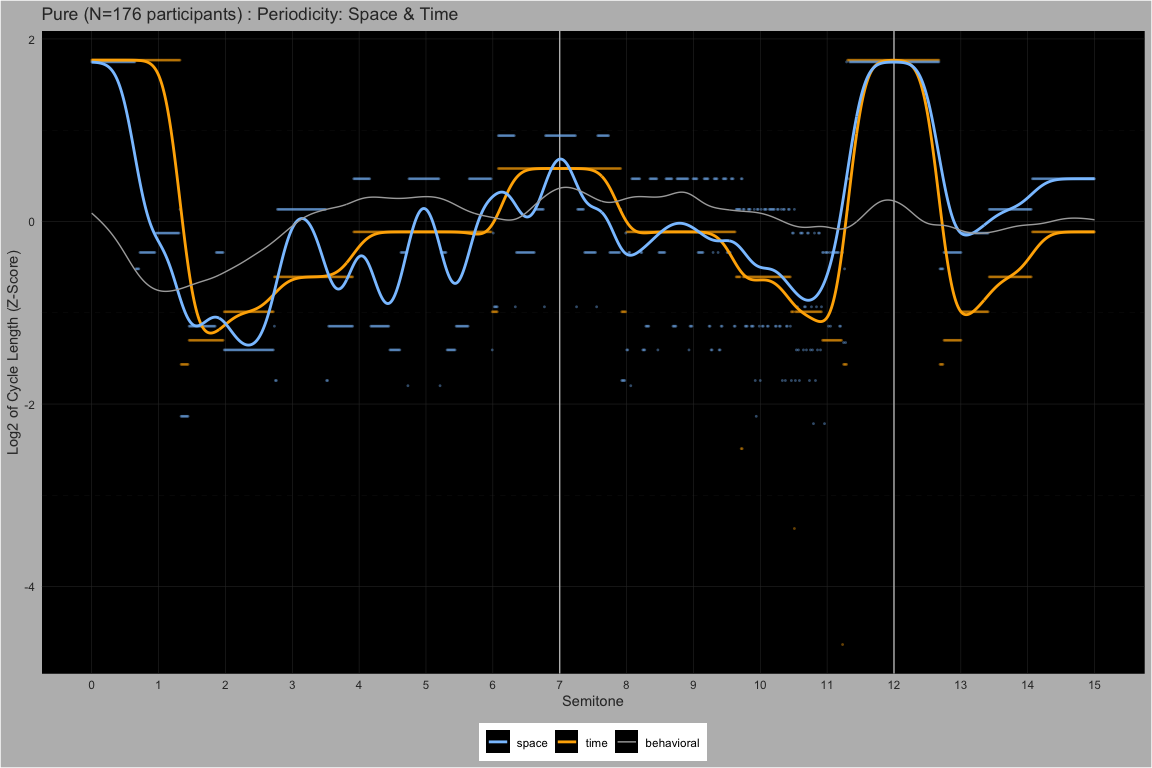 Pure (N=176 participants) : Periodicity: Space & Time
Log2 of Cycle Length (Z-Score)
2
0
-2
-4
0 1 2 3 4 5 6 7 8 9 10 11 12 13 14 15
Semitone
space time behavioral